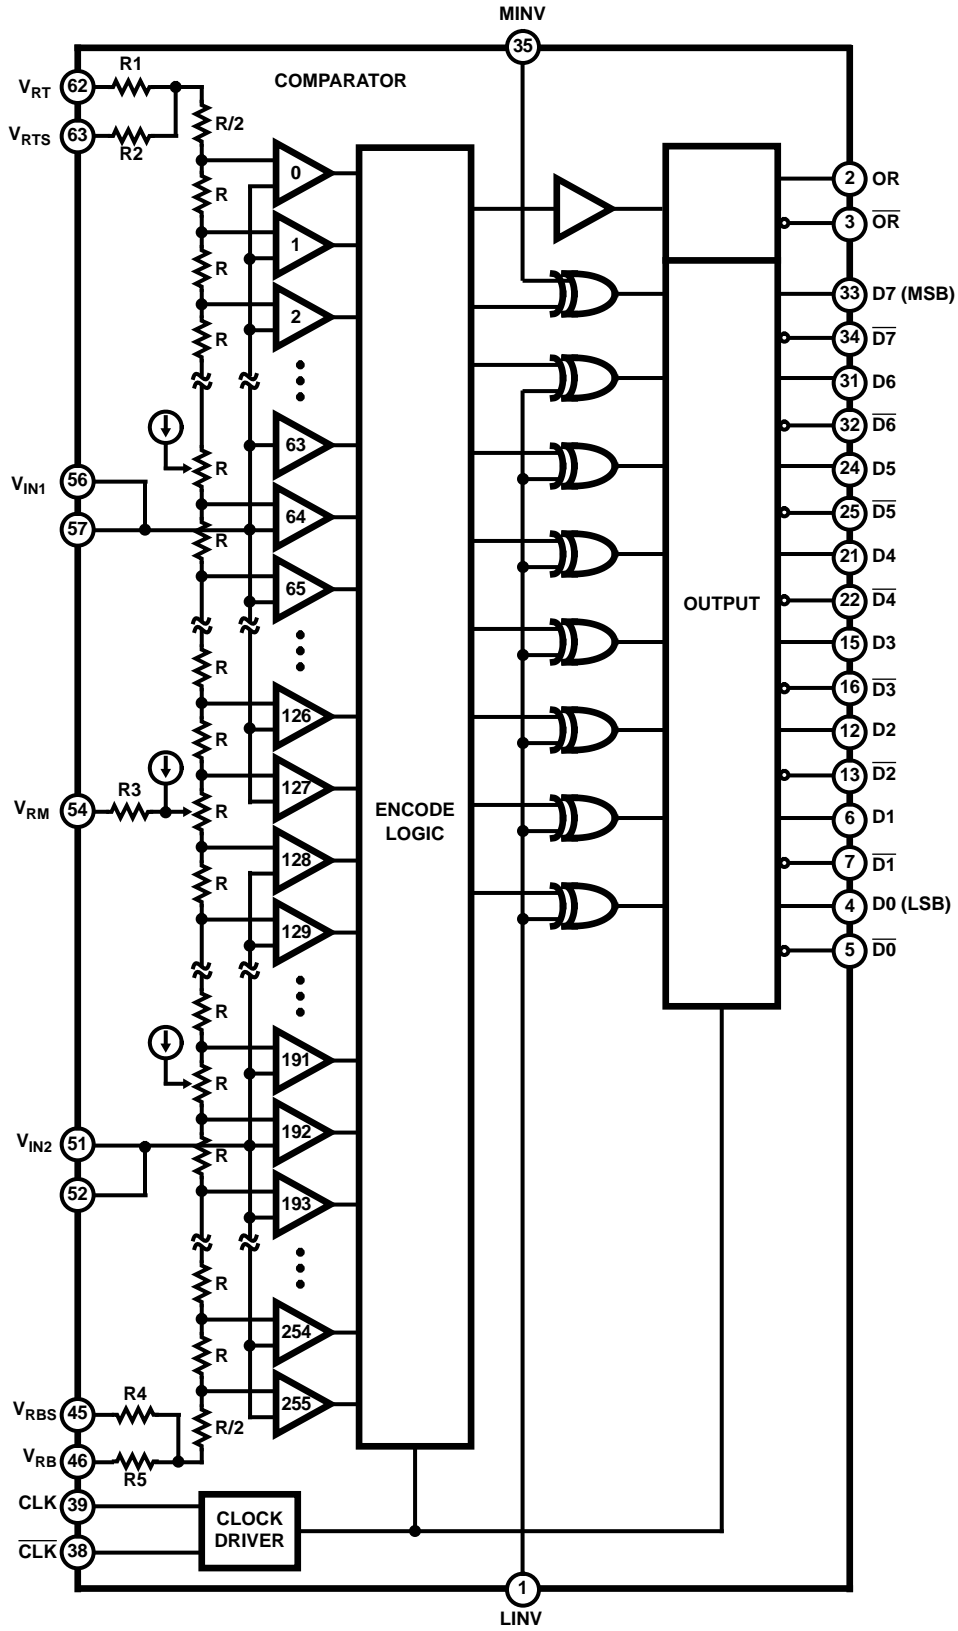 MINV
35
COMPARATOR
VRT 62 R1
VRTS 63 R2
R/2
0
R
1
R
2
R
63
R
VIN1 56
57
64
R
65
R
126
R
127
VRM 54 R3
R
128
R
129
R
191
R
VIN2 51
52
192
R
193
R
254
R
255
R/2
VRBS 45 R4
VRB 46 R5
CLK 39
CLK 38
CLOCK
DRIVER
ENCODE
LOGIC
OUTPUT
2 OR
3 OR
33 D7 (MSB)
34 D7
31 D6
32 D6
24 D5
25 D5
21 D4
22 D4
15 D3
16 D3
12 D2
13 D2
6 D1
7 D1
4 D0 (LSB)
5 D0
1
LINV